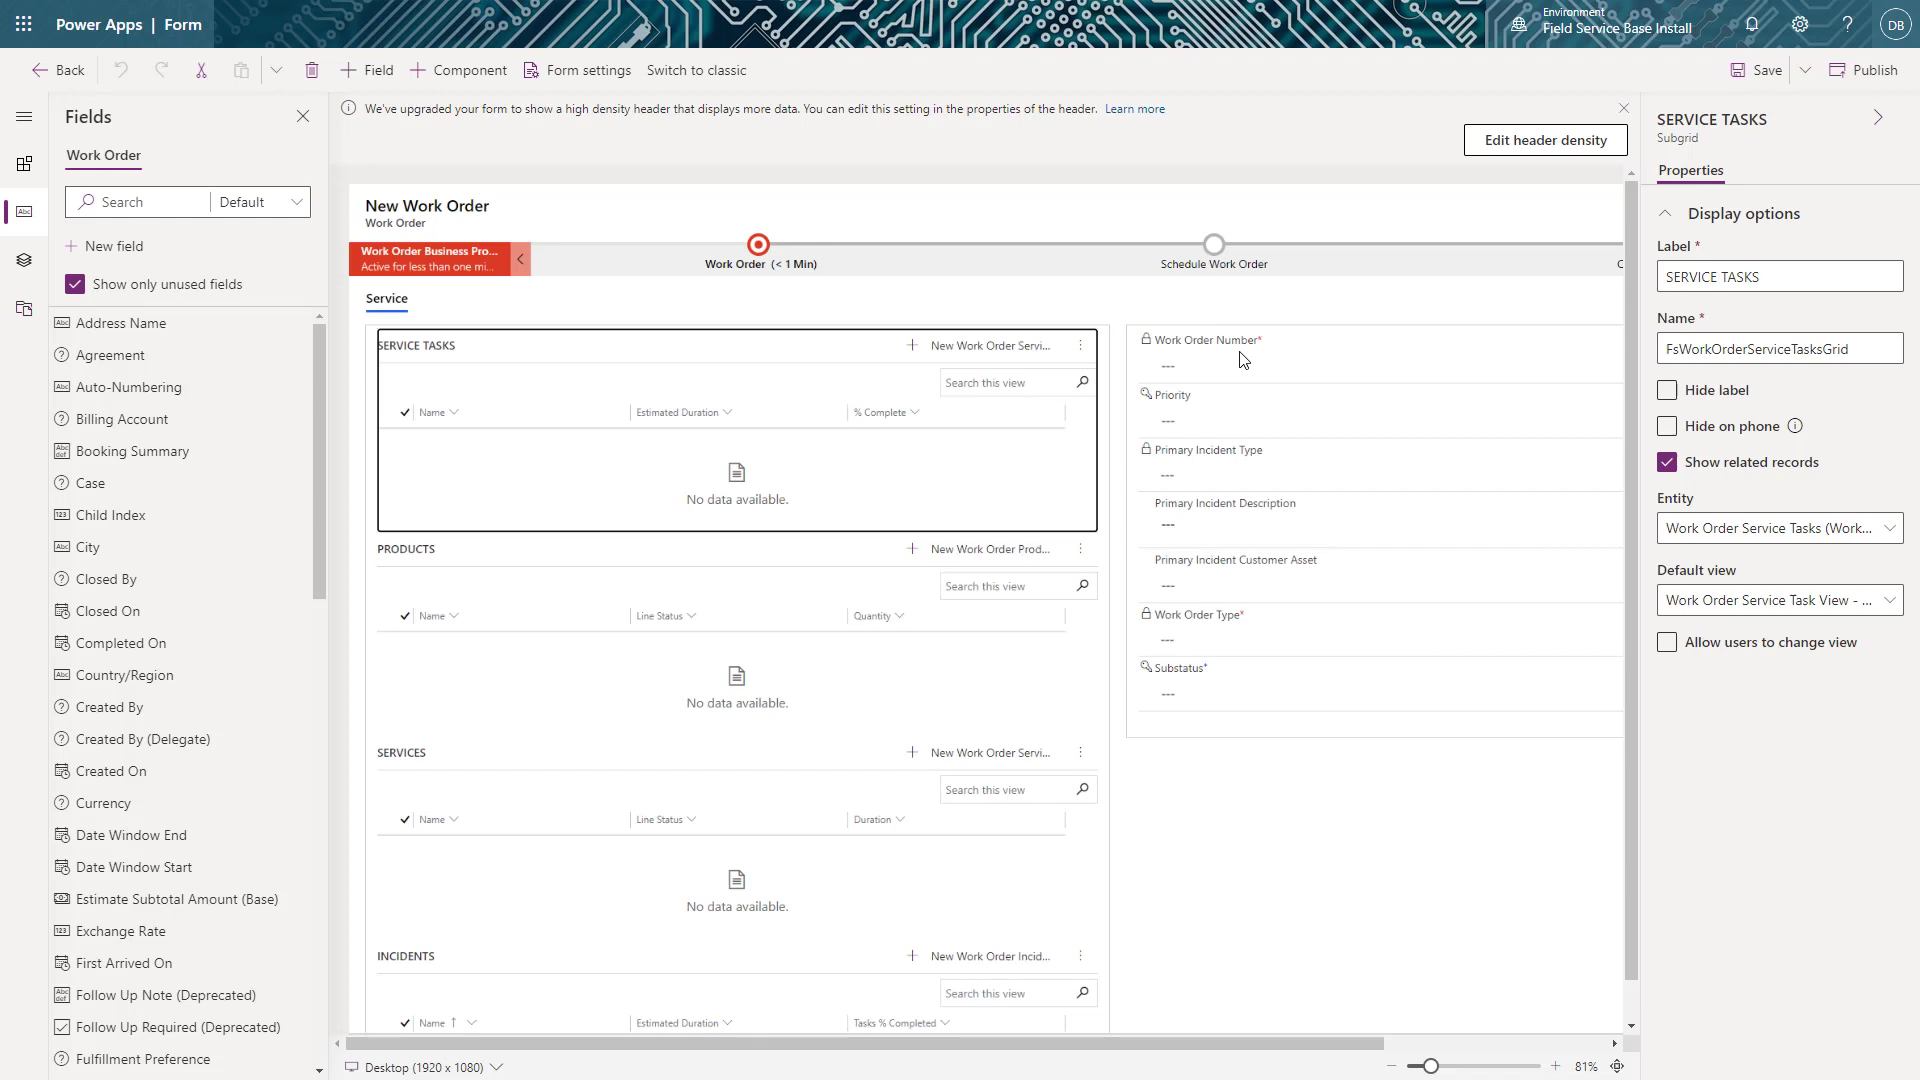 Power Apps | Form
Environment
Field Service Base Install
DB
Back
Field
Component
Form settings
Switch to classic
Save
Publish
Fields
Work Order
Search
Default
New field
Show only unused fields
Abc Address Name
Agreement
Abc Auto-Numbering
Billing Account
Abc def Booking Summary
Case
123 Child Index
Abc City
Closed By
Closed On
Completed On
Abc Country/Region
Created By
Created By (Delegate)
Created On
Currency
Date Window End
Date Window Start
Estimate Subtotal Amount (Base)
123 Exchange Rate
First Arrived On
Abc def Follow Up Note (Deprecated)
Follow Up Required (Deprecated)
Fulfillment Preference
We've upgraded your form to show a high density header that displays more data. You can edit this setting in the properties of the header. Learn more
Edit header density
New Work Order
Work Order
Work Order Business Pro...
Active for less than one mi...
Work Order (< 1 Min)
Schedule Work Order
C
Service
SERVICE TASKS
New Work Order Servi...
Search this view
Name
Estimated Duration
% Complete
No data available.
PRODUCTS
New Work Order Prod...
Search this view
Name
Line Status
Quantity
No data available.
SERVICES
New Work Order Servi...
Search this view
Name
Line Status
Duration
No data available.
INCIDENTS
New Work Order Incid...
Search this view
Name
Estimated Duration
Tasks % Completed
Work Order Number*
---
Priority
---
Primary Incident Type
---
Primary Incident Description
---
Primary Incident Customer Asset
---
Work Order Type*
---
Substatus*
---
Desktop (1920 x 1080)
81%
SERVICE TASKS
Subgrid
Properties
Display options
Label *
SERVICE TASKS
Name *
FsWorkOrderServiceTasksGrid
Hide label
Hide on phone
Show related records
Entity
Work Order Service Tasks (Work...
Default view
Work Order Service Task View - ...
Allow users to change view